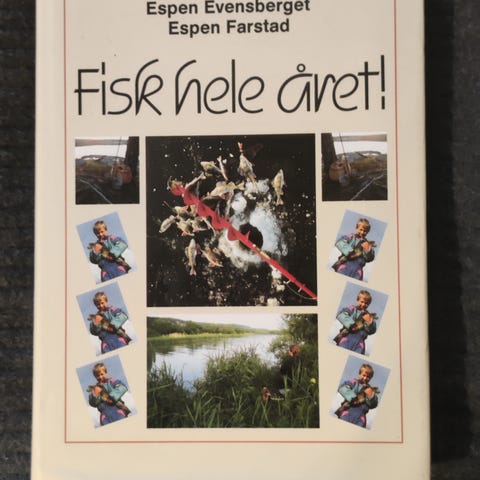 Espen Evensberget
Espen Farstad
Fisk hele året!